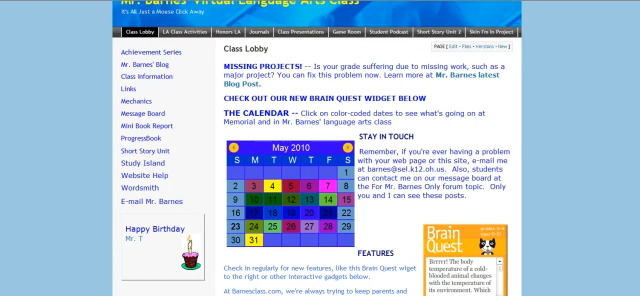 Mr. Barnes' Virtual Language Arts Class
It's All Just a Mouse Click Away
Class Lobby
LA Class Activities
Honors LA
Journals
Class Presentations
Game Room
Student Podcast
Short Story Unit 2
Skin I'm in Project
Achievement Series
Mr. Barnes' Blog
Class Information
Links
Mechanics
Message Board
Mini Book Report
ProgressBook
Short Story Unit
Study Island
Website Help
Wordsmith
E-mail Mr. Barnes
Happy Birthday
Mr. T
Class Lobby
PAGE [ Edit • Files • Versions • New ]
MISSING PROJECTS! -- Is your grade suffering due to missing work, such as a
major project? You can fix this problem now. Learn more at Mr. Barnes latest
Blog Post.
CHECK OUT OUR NEW BRAIN QUEST WIDGET BELOW
THE CALENDAR -- Click on color-coded dates to see what's going on at
Memorial and in Mr. Barnes' language arts class
May 2010
S M T W T F S
1
2 3 4 5 6 7 8
9 10 11 12 13 14 15
16 17 18 19 20 21 22
23 24 25 26 27 28 29
30 31
STAY IN TOUCH
Remember, if you're ever having a problem
with your web page or this site, e-mail me
at barnes@sel.k12.oh.us. Also, students
can contact me on our message board at
the For Mr. Barnes Only forum topic. Only
you and I can see this posts.
FEATURES
Check in regularly for new features, like this Brain Quest wiget
to the right or other interactive gadgets below.
At Barnesclass.com, we're always trying to keep parents and
Brain
Quest
Brrrr! The body
temperature of a cold-
blooded animal changes
with the temperature of
its environment. Which